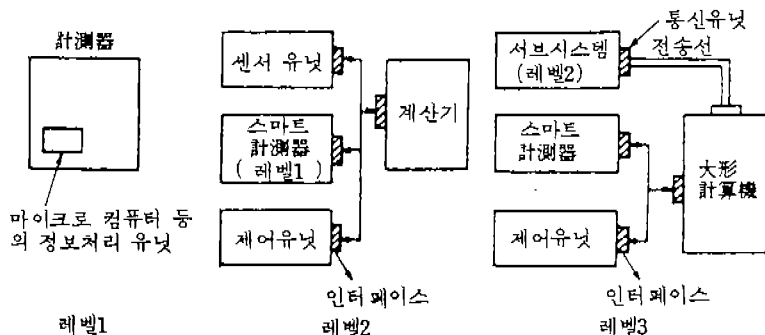 計測器
마이크로 컴퓨터 등
의 정보처리 유닛
레벨1
센서 유닛
스마트
計測器
(레벨1)
제어유닛
계산기
인터페이스
레벨2
서브시스템
(레벨2)
통신유닛
전송선
스마트
計測器
제어유닛
大形
計算機
인터페이스
레벨3